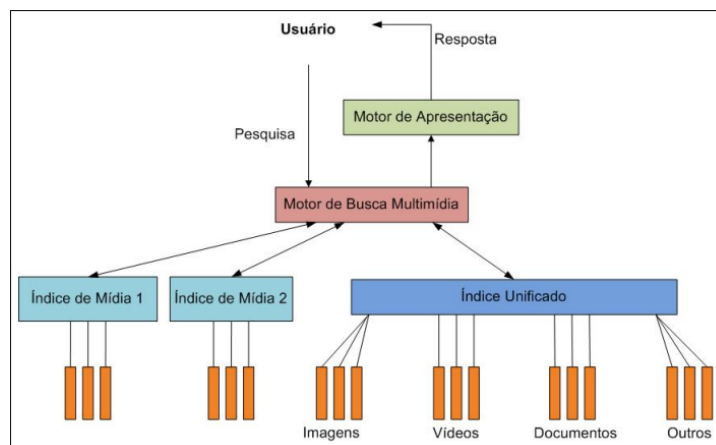 Usuário
Resposta
Motor de Apresentação
Pesquisa
Motor de Busca Multimídia
Índice de Mídia 1
Índice de Mídia 2
Índice Unificado
Imagens
Vídeos
Documentos
Outros